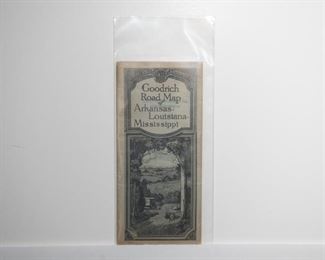 Goodrich
Road Map
Arkansas-
Louisiana-
Mississippi